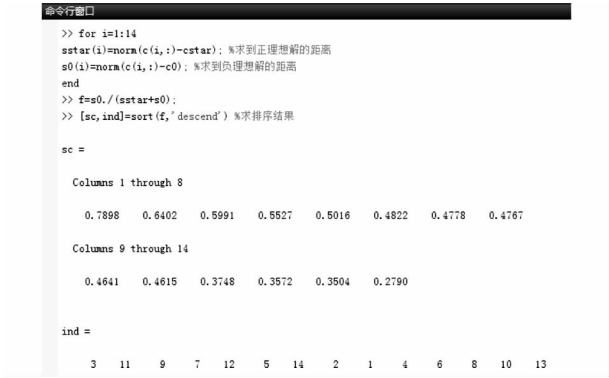 命令行窗口
>> for i=1:14
sstar(i)=norm(c(i,:)-cstar); %求到正理想解的距离
s0(i)=norm(c(i,:)-c0); %求到负理想解的距离
end
>> f=s0./(sstar+s0);
>> [sc,ind]=sort(f,'descend') %求排序结果
sc =
Columns 1 through 8
0.7898 0.6402 0.5991 0.5527 0.5016 0.4822 0.4778 0.4767
Columns 9 through 14
0.4641 0.4615 0.3748 0.3572 0.3504 0.2790
ind =
3 11 9 7 12 5 14 2 1 4 6 8 10 13